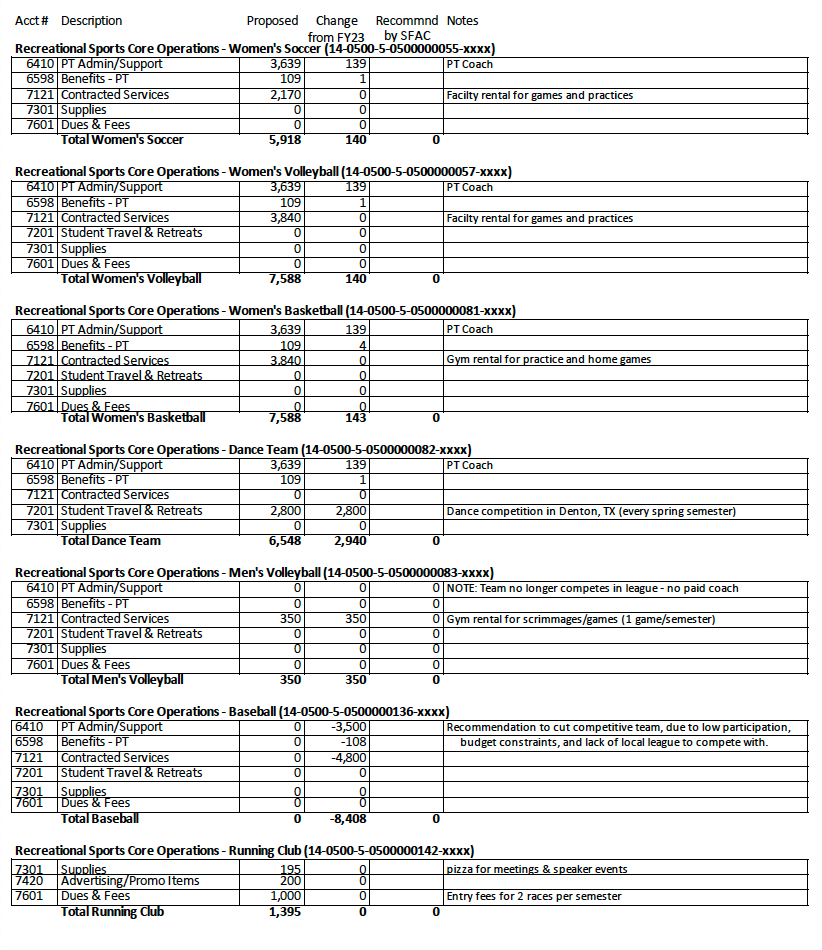 Acct # Description Proposed Change from FY23 Recommnd by SFAC Notes
Recreational Sports Core Operations - Women's Soccer (14-0500-5-0500000055-xxxx)
6410 PT Admin/Support 3,639 139 PT Coach
6598 Benefits - PT 109 1
7121 Contracted Services 2,170 0 Facilty rental for games and practices
7301 Supplies 0 0
7601 Dues & Fees 0 0
Total Women's Soccer 5,918 140 0
Recreational Sports Core Operations - Women's Volleyball (14-0500-5-0500000057-xxxx)
6410 PT Admin/Support 3,639 139 PT Coach
6598 Benefits - PT 109 1
7121 Contracted Services 3,840 0 Facilty rental for games and practices
7201 Student Travel & Retreats 0 0
7301 Supplies 0 0
7601 Dues & Fees 0 0
Total Women's Volleyball 7,588 140 0
Recreational Sports Core Operations - Women's Basketball (14-0500-5-0500000081-xxxx)
6410 PT Admin/Support 3,639 139 PT Coach
6598 Benefits - PT 109 4
7121 Contracted Services 3,840 0 Gym rental for practice and home games
7201 Student Travel & Retreats 0 0
7301 Supplies 0 0
7601 Dues & Fees 0 0
Total Women's Basketball 7,588 143 0
Recreational Sports Core Operations - Dance Team (14-0500-5-0500000082-xxxx)
6410 PT Admin/Support 3,639 139 PT Coach
6598 Benefits - PT 109 1
7121 Contracted Services 0 0
7201 Student Travel & Retreats 2,800 2,800 Dance competition in Denton, TX (every spring semester)
7301 Supplies 0 0
Total Dance Team 6,548 2,940 0
Recreational Sports Core Operations - Men's Volleyball (14-0500-5-0500000083-xxxx)
6410 PT Admin/Support 0 0 0 NOTE: Team no longer competes in league - no paid coach
6598 Benefits - PT 0 0 0
7121 Contracted Services 350 350 0 Gym rental for scrimmages/games (1 game/semester)
7201 Student Travel & Retreats 0 0 0
7301 Supplies 0 0 0
7601 Dues & Fees 0 0 0
Total Men's Volleyball 350 350 0
Recreational Sports Core Operations - Baseball (14-0500-5-0500000136-xxxx)
6410 PT Admin/Support 0 -3,500 Recommendation to cut competitive team, due to low participation,
6598 Benefits - PT 0 -108 budget constraints, and lack of local league to compete with.
7121 Contracted Services 0 -4,800
7201 Student Travel & Retreats 0 0
7301 Supplies 0 0
7601 Dues & Fees 0 0
Total Baseball 0 -8,408 0
Recreational Sports Core Operations - Running Club (14-0500-5-0500000142-xxxx)
7301 Supplies 195 0 pizza for meetings & speaker events
7420 Advertising/Promo Items 200 0
7601 Dues & Fees 1,000 0 Entry fees for 2 races per semester
Total Running Club 1,395 0 0